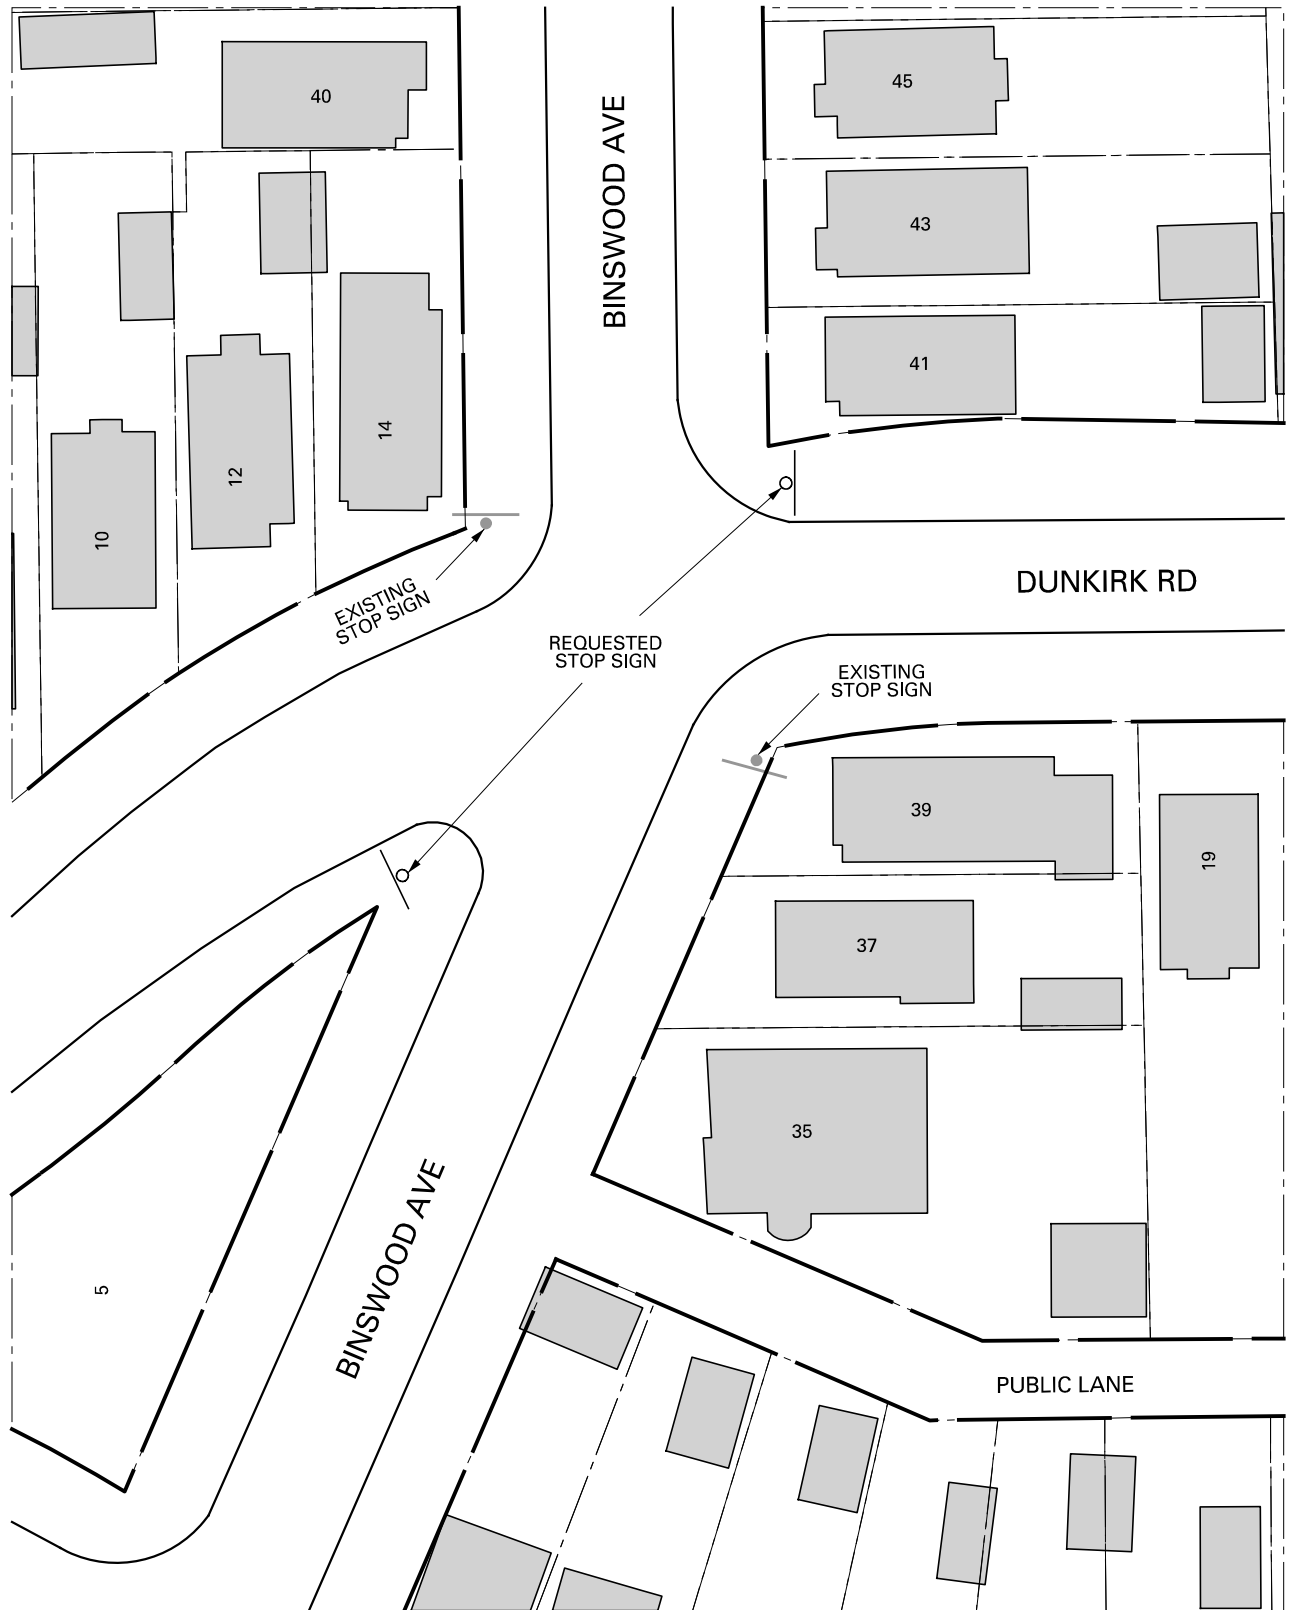 40
45
BINSWOOD AVE
43
41
14
12
10
EXISTING
STOP SIGN
DUNKIRK RD
REQUESTED
STOP SIGN
EXISTING
STOP SIGN
39
19
37
35
BINSWOOD AVE
5
PUBLIC LANE